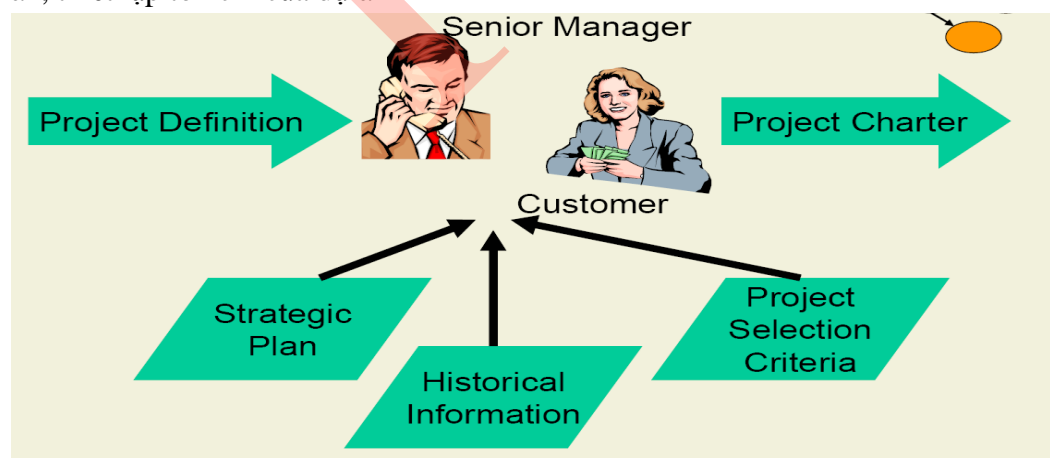 Senior Manager
Project Definition
Project Charter
Customer
Strategic
Plan
Historical
Information
Project
Selection
Criteria